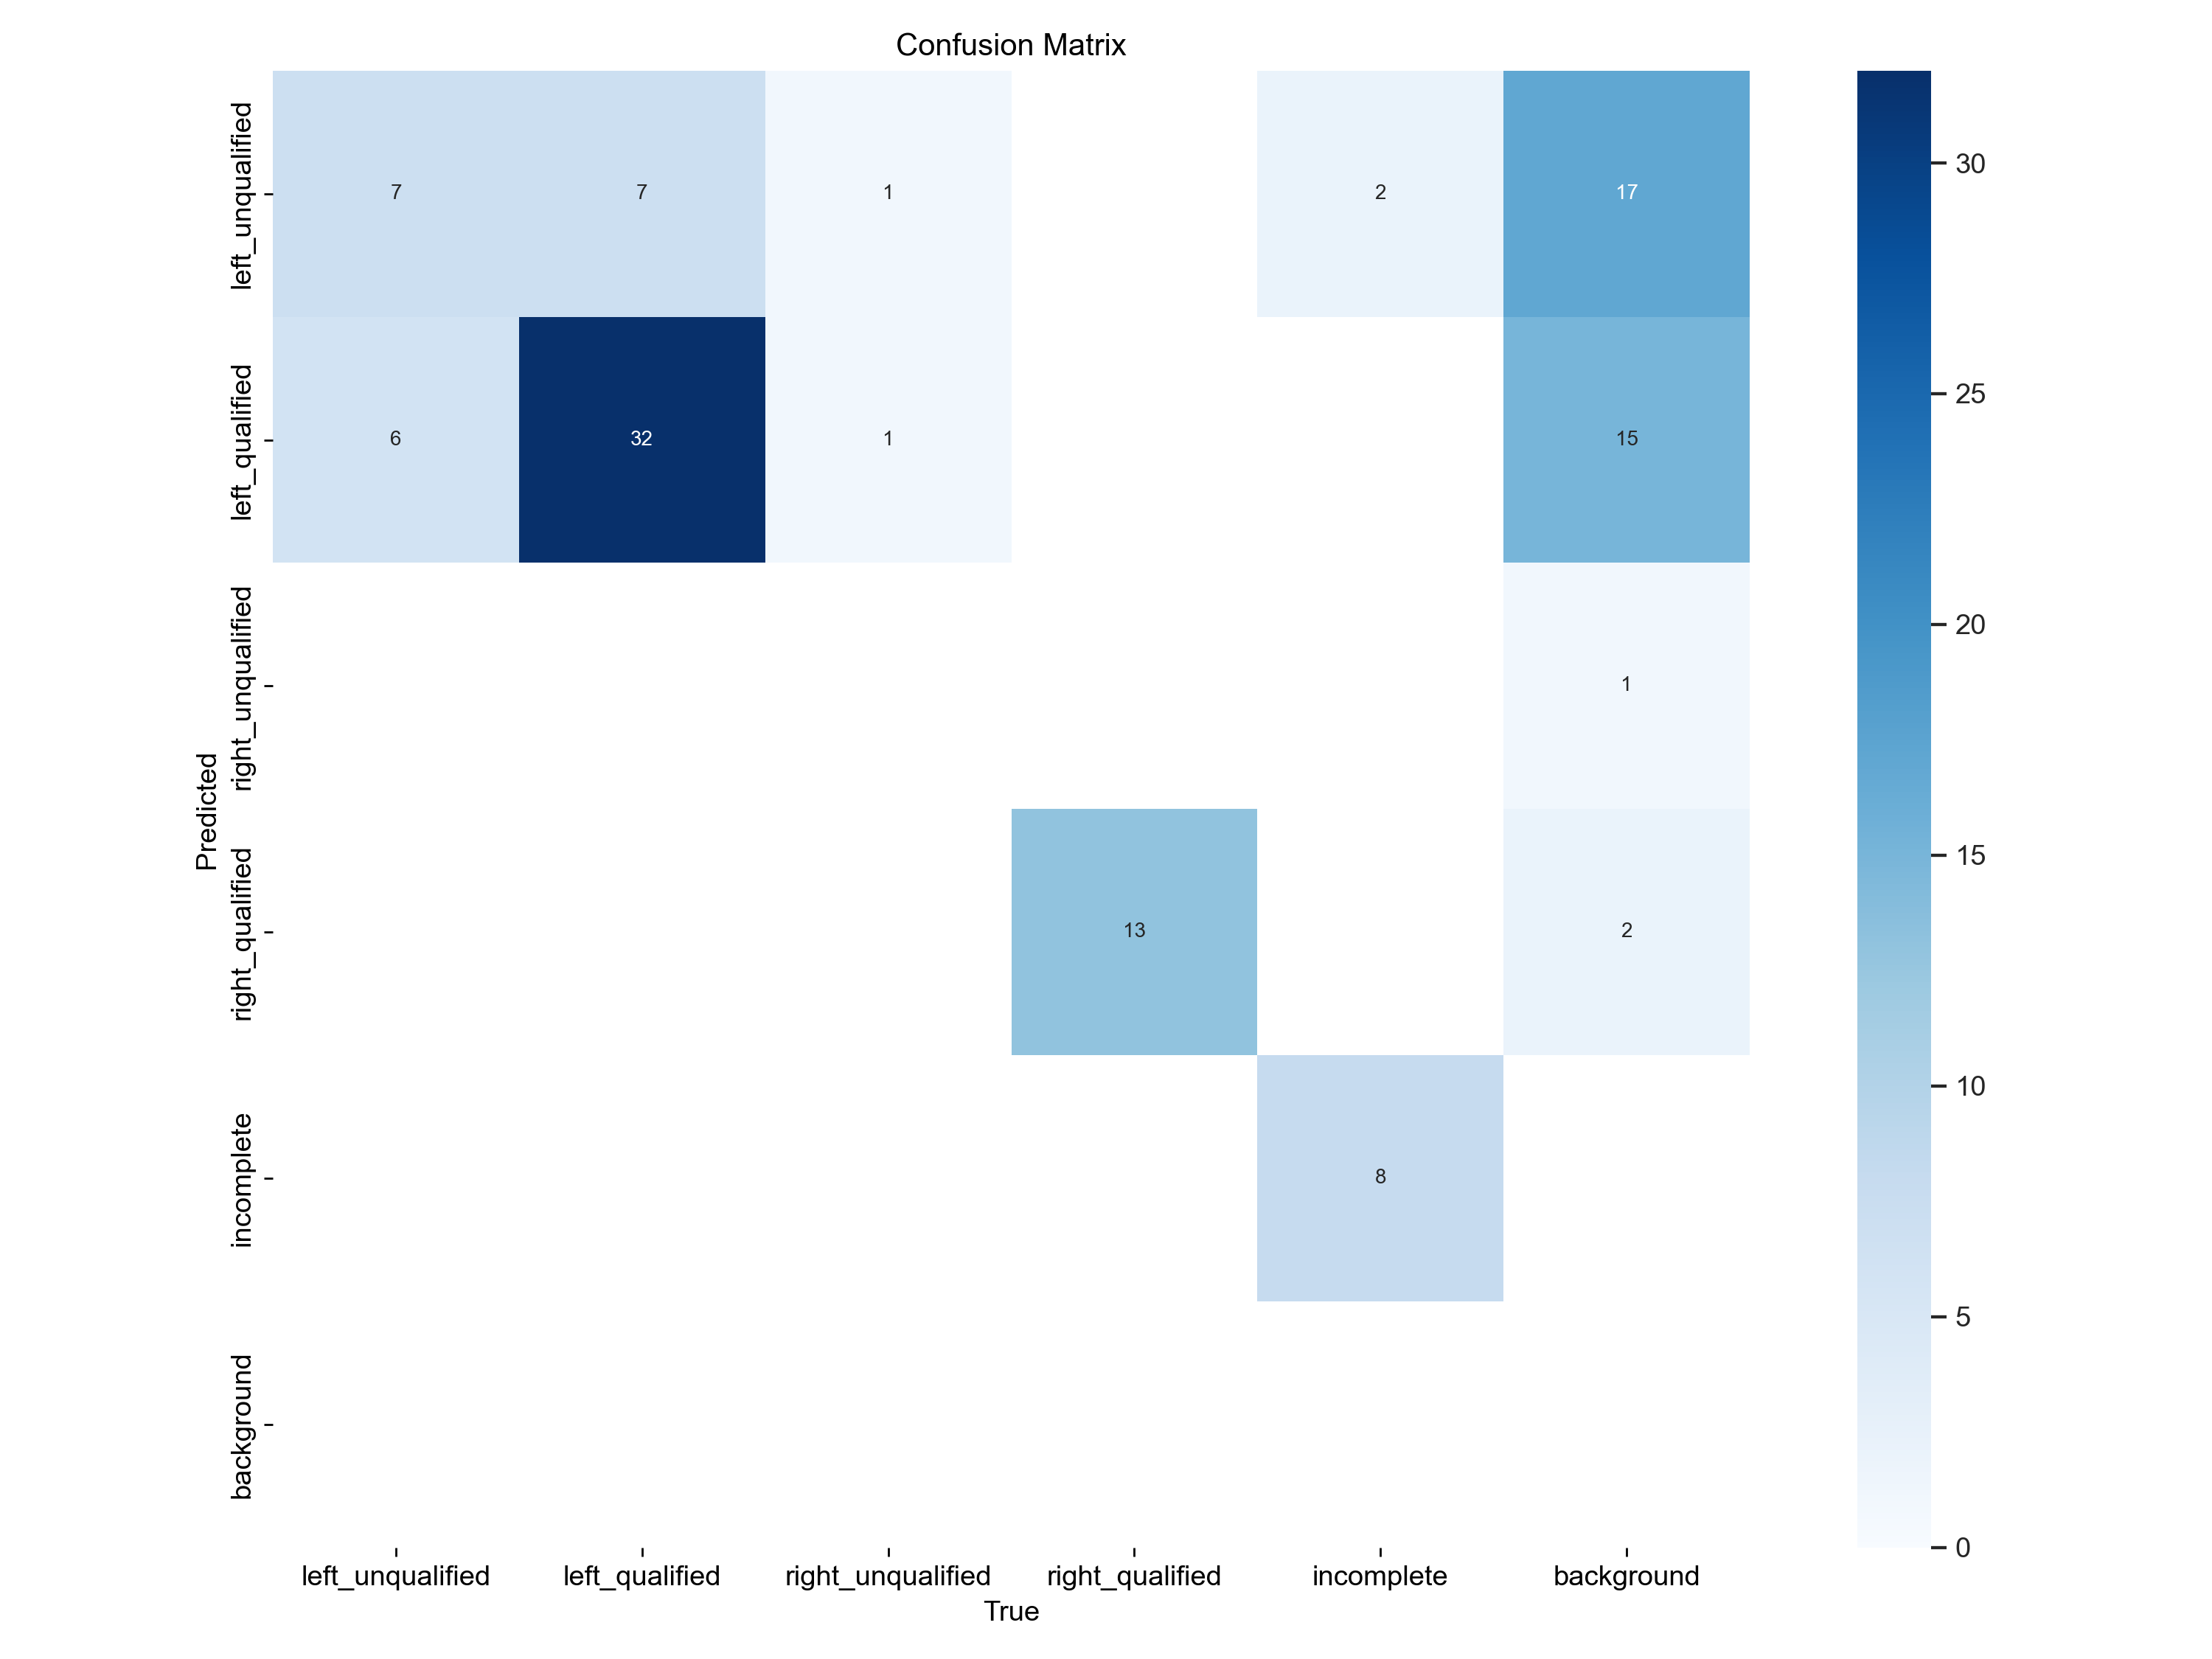 Confusion Matrix
left_unqualified
7
7
1
2
17
left_qualified
6
32
1
15
right_unqualified
1
right_qualified
13
2
incomplete
8
background
Predicted
left_unqualified left_qualified right_unqualified right_qualified incomplete background
True
30
25
20
15
10
5
0